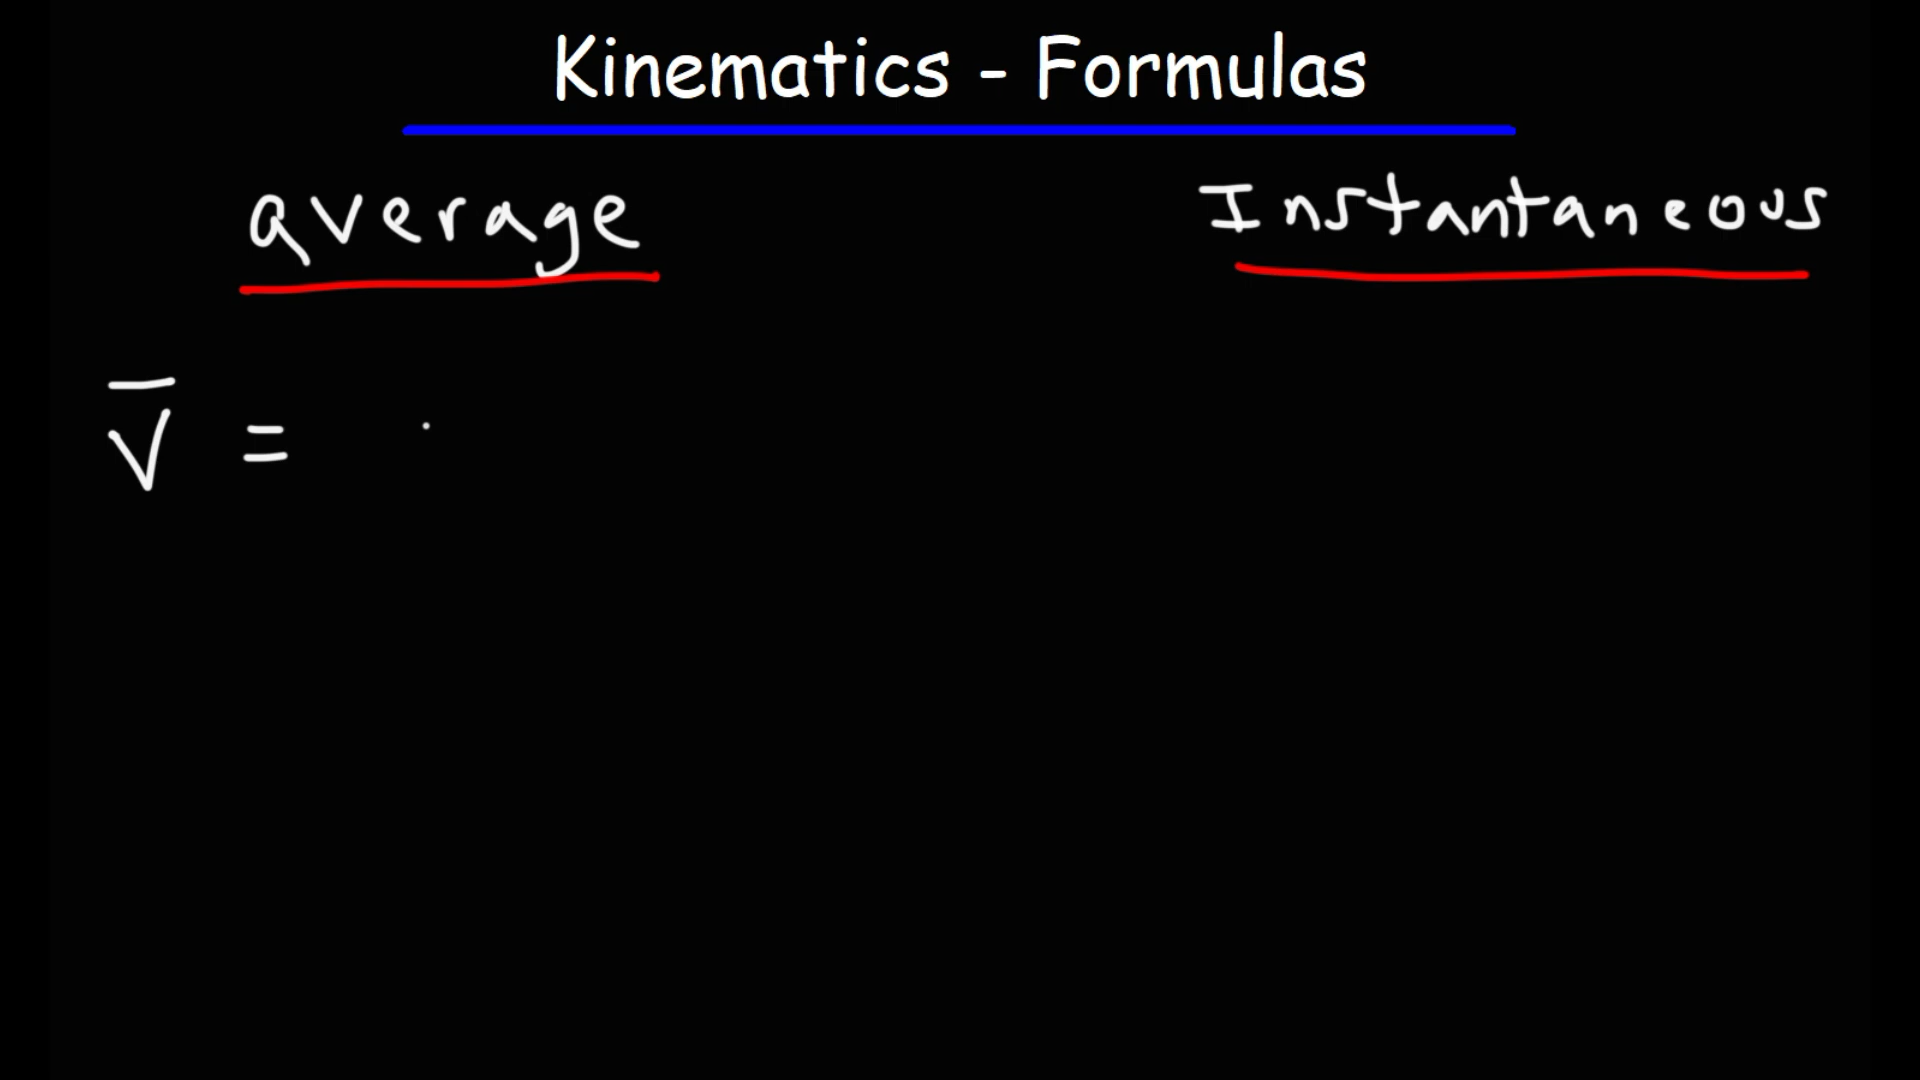 Kinematics - Formulas
average
Instantaneous
V̅ =